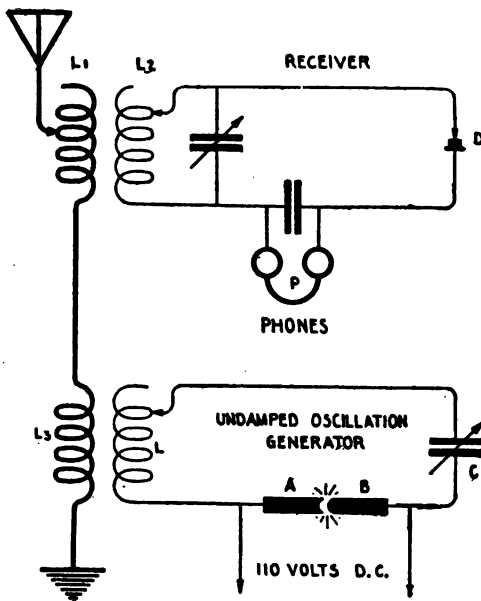 L1
L2
RECEIVER
D
P
PHONES
L3
L
UNDAMPED OSCILLATION
GENERATOR
C
A
B
110 VOLTS D.C.